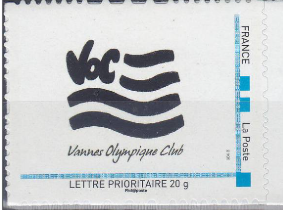 VOC
Vannes Olympique Club
LETTRE PRIORITAIRE 20 g
FRANCE
La Poste